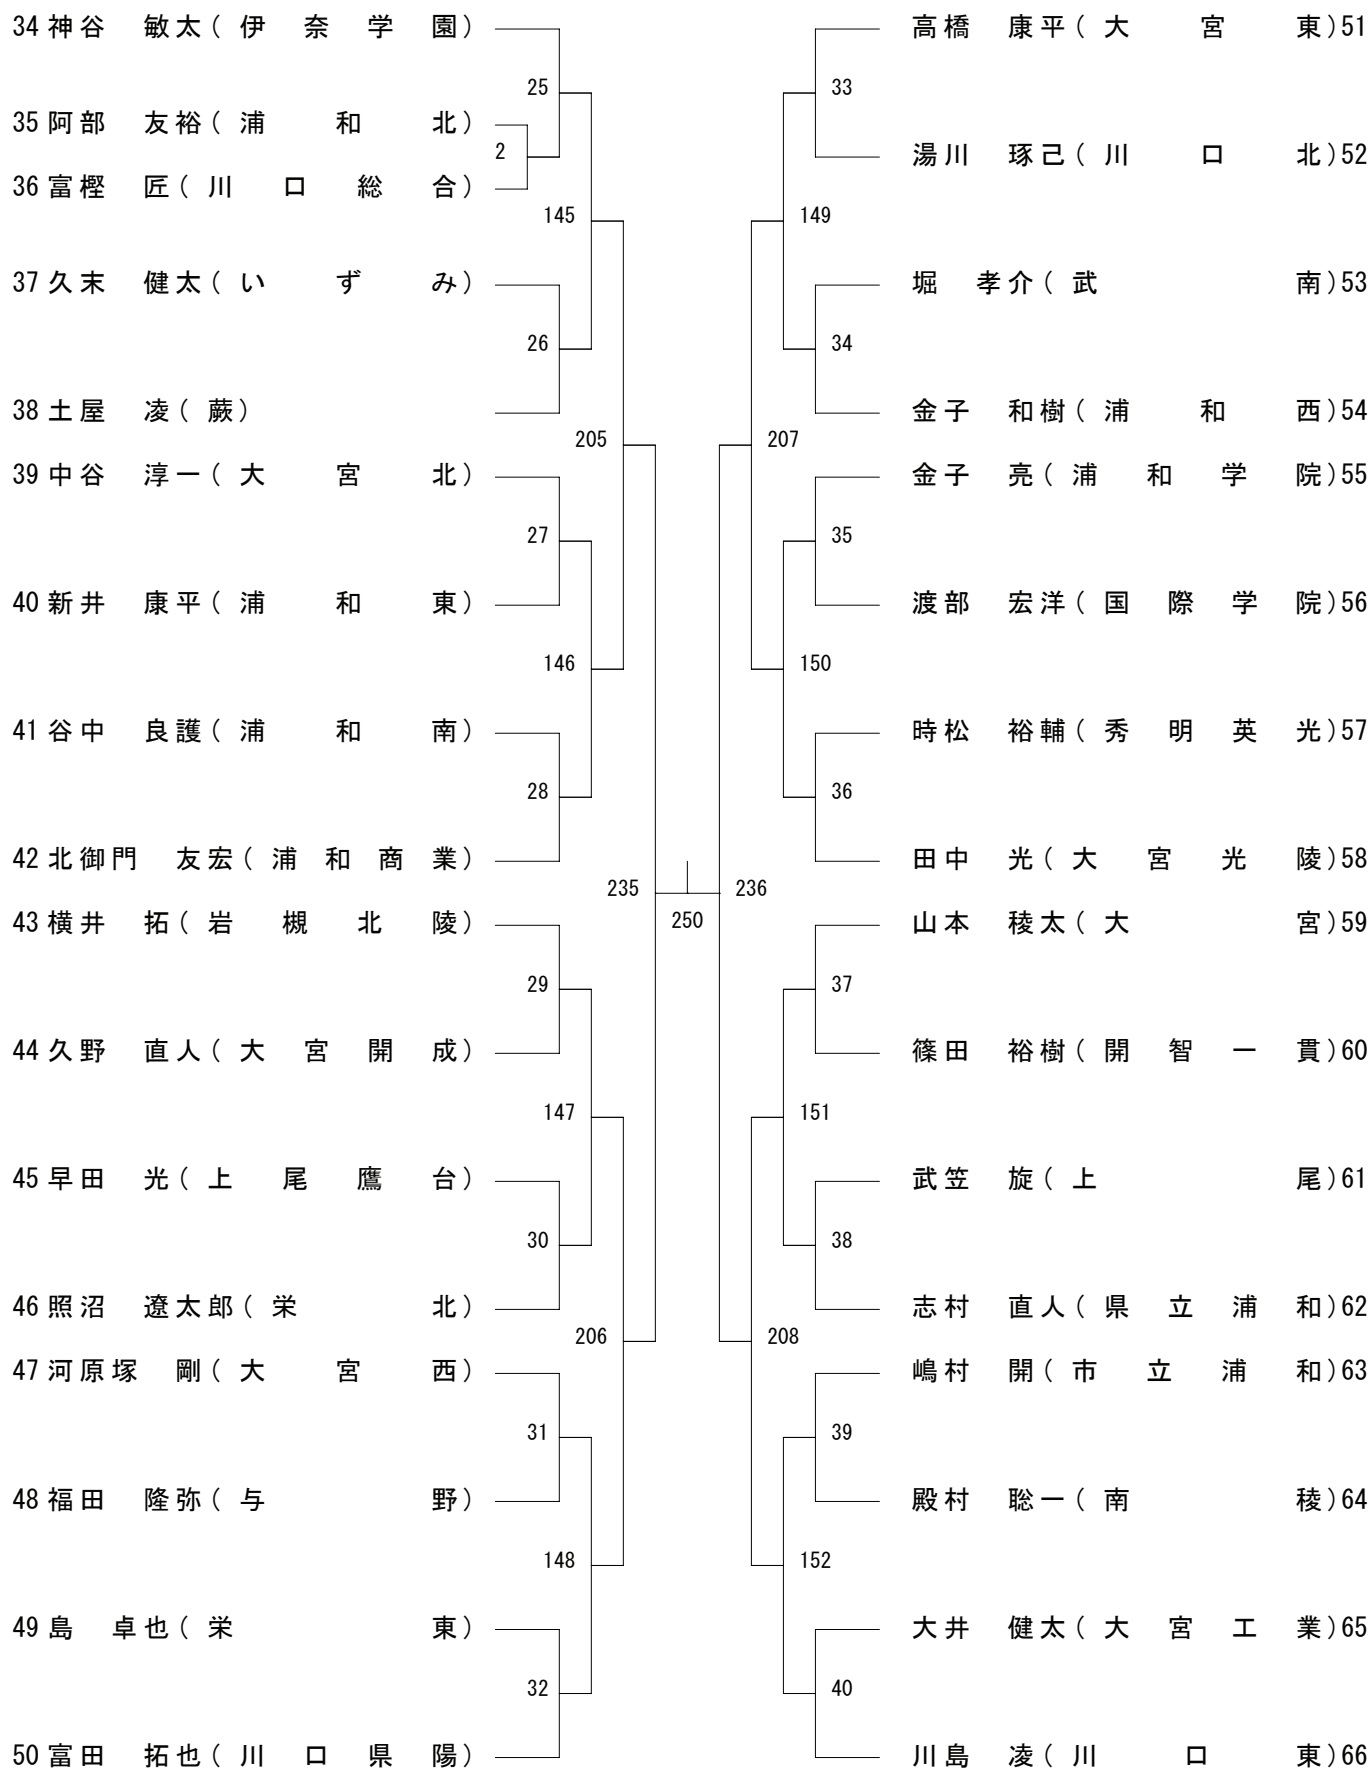 34 神谷 敏太( 伊 奈 学 園 )
25
35 阿部 友裕( 浦 和 北 )
2
36 富樫 匠( 川 口 総 合 )
145
37 久末 健太( い ず み )
26
38 土屋 凌( 蕨)
205
39 中谷 淳一( 大 宮 北 )
27
40 新井 康平( 浦 和 東 )
146
41 谷中 良護( 浦 和 南 )
28
42 北御門 友宏( 浦 和 商 業 )
235
43 横井 拓( 岩 槻 北 陵 )
29
44 久野 直人( 大 宮 開 成 )
147
45 早田 光( 上 尾 鷹 台 )
30
46 照沼 遼太郎( 栄 北 )
206
47 河原塚 剛( 大 宮 西 )
31
48 福田 隆弥( 与 野 )
148
49 島 卓也( 栄 東 )
32
50 富田 拓也( 川 口 県 陽 )
250
高橋 康平( 大 宮 東 )51
33
湯川 琢己( 川 口 北 )52
149
堀 孝介( 武 南 )53
34
金子 和樹( 浦 和 西 )54
207
金子 亮( 浦 和 学 院 )55
35
渡部 宏洋( 国 際 学 院 )56
150
時松 裕輔( 秀 明 英 光 )57
36
田中 光( 大 宮 光 陵 )58
236
山本 稜太( 大 宮 )59
37
篠田 裕樹( 開 智 一 貫 )60
151
武笠 旋( 上 尾 )61
38
志村 直人( 県 立 浦 和 )62
208
嶋村 開( 市 立 浦 和 )63
39
殿村 聡一( 南 稜 )64
152
大井 健太( 大 宮 工 業 )65
40
川島 凌( 川 口 東 )66